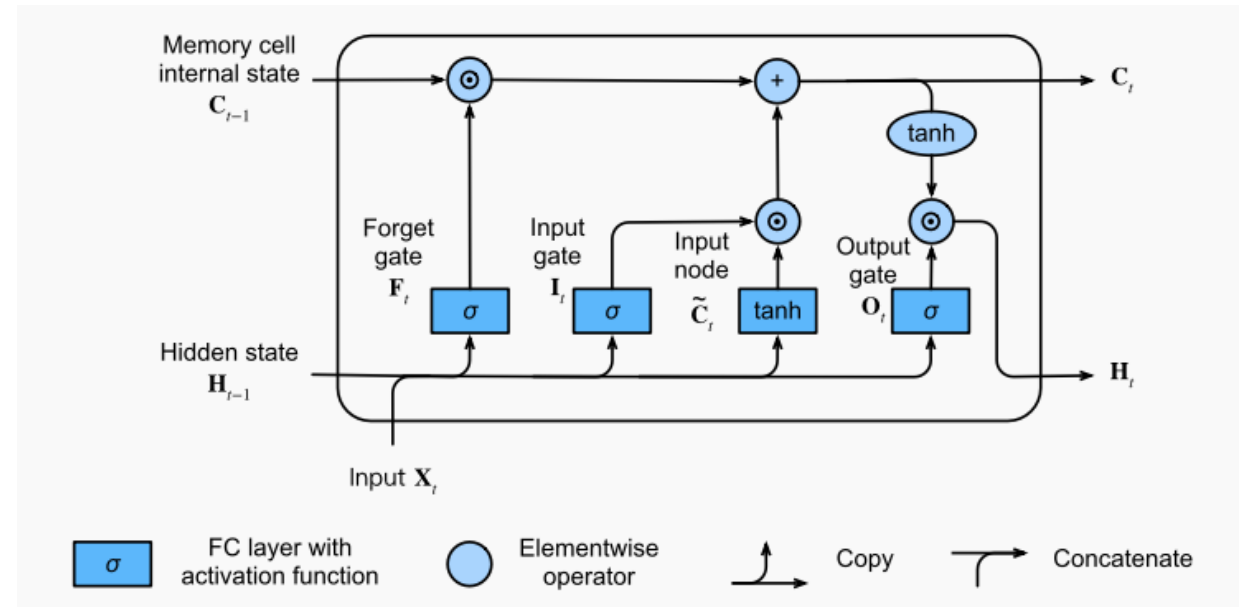 Memory cell
internal state
C_{t−1}
⊙
+
C_t
tanh
Forget
gate
F_t
Input
gate
I_t
Input
node
C̃_t
⊙
Output
gate
O_t
⊙
σ
σ
tanh
σ
Hidden state
H_{t−1}
H_t
Input X_t
σ
FC layer with
activation function
Elementwise
operator
Copy
Concatenate